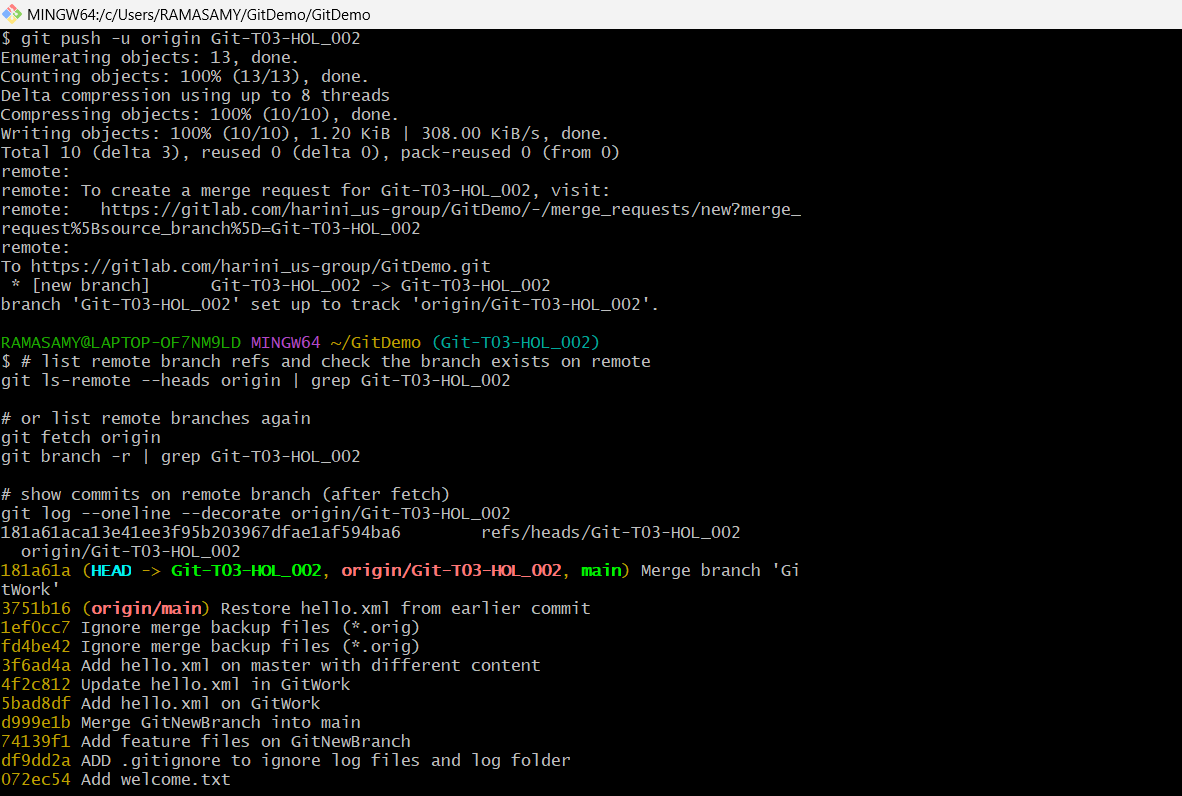 MINGW64:/c/Users/RAMASAMY/GitDemo/GitDemo
$ git push -u origin Git-T03-HOL_002
Enumerating objects: 13, done.
Counting objects: 100% (13/13), done.
Delta compression using up to 8 threads
Compressing objects: 100% (10/10), done.
Writing objects: 100% (10/10), 1.20 KiB | 308.00 KiB/s, done.
Total 10 (delta 3), reused 0 (delta 0), pack-reused 0 (from 0)
remote:
remote: To create a merge request for Git-T03-HOL_002, visit:
remote:   https://gitlab.com/harini_us-group/GitDemo/-/merge_requests/new?merge_
request%5Bsource_branch%5D=Git-T03-HOL_002
remote:
To https://gitlab.com/harini_us-group/GitDemo.git
 * [new branch]      Git-T03-HOL_002 -> Git-T03-HOL_002
branch 'Git-T03-HOL_002' set up to track 'origin/Git-T03-HOL_002'.
RAMASAMY@LAPTOP-OF7NM9LD MINGW64 ~/GitDemo (Git-T03-HOL_002)
$ # list remote branch refs and check the branch exists on remote
git ls-remote --heads origin | grep Git-T03-HOL_002
# or list remote branches again
git fetch origin
git branch -r | grep Git-T03-HOL_002
# show commits on remote branch (after fetch)
git log --oneline --decorate origin/Git-T03-HOL_002
181a61aca13e41ee3f95b203967dfae1af594ba6        refs/heads/Git-T03-HOL_002
  origin/Git-T03-HOL_002
181a61a (HEAD -> Git-T03-HOL_002, origin/Git-T03-HOL_002, main) Merge branch 'Gi
tWork'
3751b16 (origin/main) Restore hello.xml from earlier commit
1ef0cc7 Ignore merge backup files (*.orig)
fd4be42 Ignore merge backup files (*.orig)
3f6ad4a Add hello.xml on master with different content
4f2c812 Update hello.xml in GitWork
5bad8df Add hello.xml on GitWork
d999e1b Merge GitNewBranch into main
74139f1 Add feature files on GitNewBranch
df9dd2a ADD .gitignore to ignore log files and log folder
072ec54 Add welcome.txt